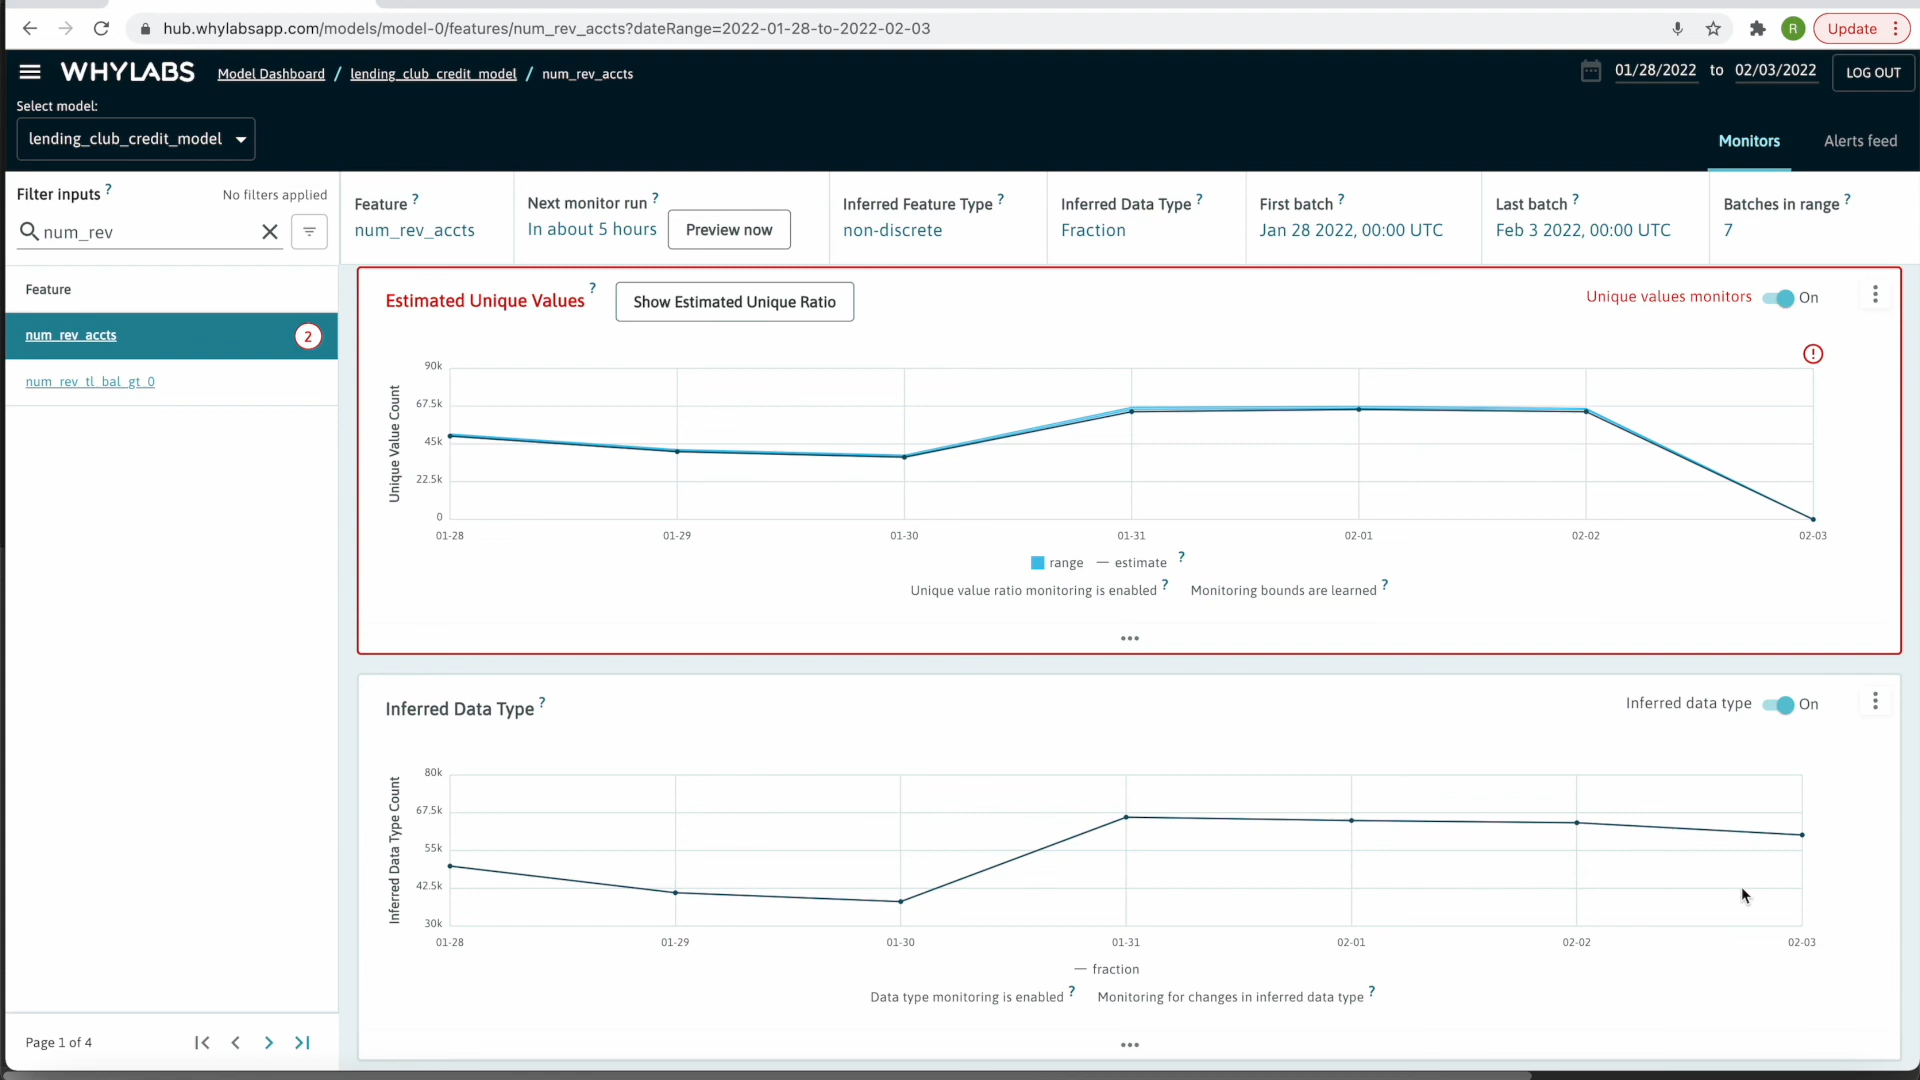 hub.whylabsapp.com/models/model-0/features/num_rev_accts?dateRange=2022-01-28-to-2022-02-03
R
Update
WHYLABS
Model Dashboard / lending_club_credit_model / num_rev_accts
01/28/2022 to 02/03/2022
LOG OUT
Select model:
lending_club_credit_model
Monitors
Alerts feed
Filter inputs ?
No filters applied
num_rev
Feature
num_rev_accts
2
num_rev_tl_bal_gt_0
Page 1 of 4
Feature ?
num_rev_accts
Next monitor run ?
In about 5 hours
Preview now
Inferred Feature Type ?
non-discrete
Inferred Data Type ?
Fraction
First batch ?
Jan 28 2022, 00:00 UTC
Last batch ?
Feb 3 2022, 00:00 UTC
Batches in range ?
7
Estimated Unique Values ?
Show Estimated Unique Ratio
Unique values monitors
On
Unique Value Count
90k
67.5k
45k
22.5k
0
01-28
01-29
01-30
01-31
02-01
02-02
02-03
range
estimate ?
Unique value ratio monitoring is enabled ?
Monitoring bounds are learned ?
Inferred Data Type ?
Inferred data type
On
Inferred Data Type Count
80k
67.5k
55k
42.5k
30k
01-28
01-29
01-30
01-31
02-01
02-02
02-03
fraction
Data type monitoring is enabled ?
Monitoring for changes in inferred data type ?